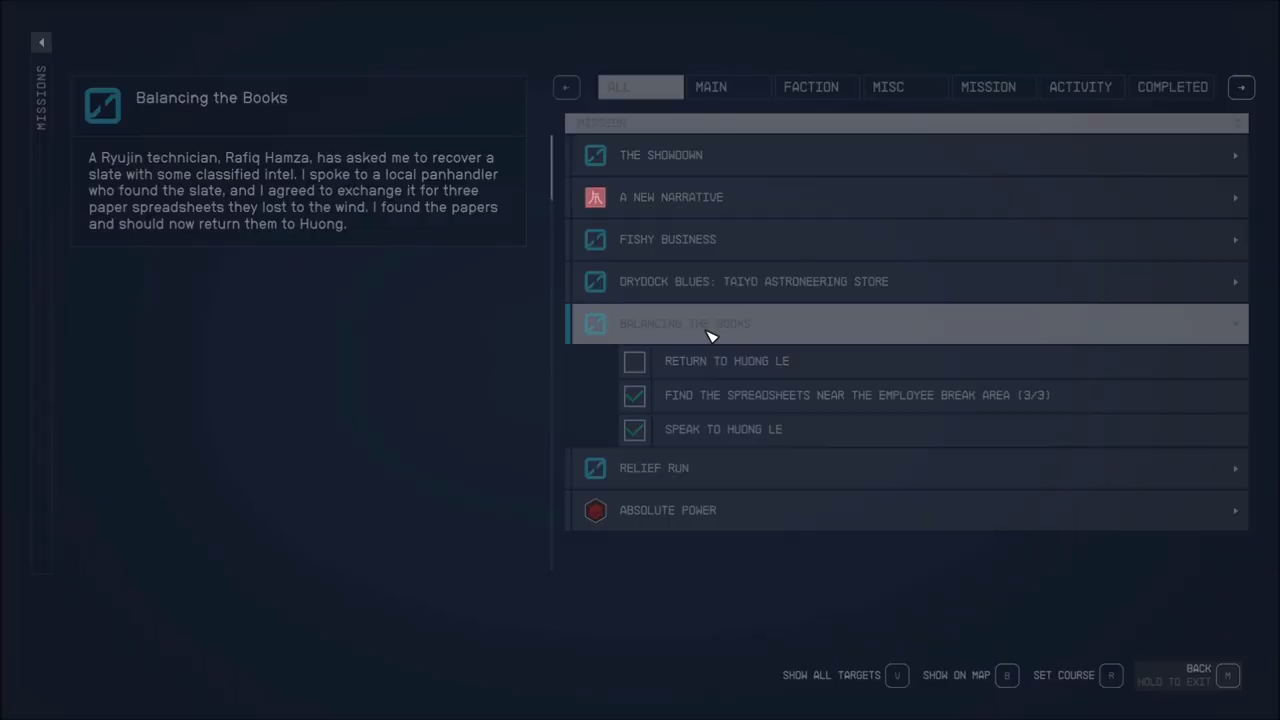 MISSIONS
Balancing the Books
A Ryujin technician, Rafiq Hamza, has asked me to recover a
slate with some classified intel. I spoke to a local panhandler
who found the slate, and I agreed to exchange it for three
paper spreadsheets they lost to the wind. I found the papers
and should now return them to Huong.
ALL
MAIN
FACTION
MISC
MISSION
ACTIVITY
COMPLETED
MISSION
THE SHOWDOWN
A NEW NARRATIVE
FISHY BUSINESS
DRYDOCK BLUES: TAIYO ASTRONEERING STORE
BALANCING THE BOOKS
RETURN TO HUONG LE
FIND THE SPREADSHEETS NEAR THE EMPLOYEE BREAK AREA (3/3)
SPEAK TO HUONG LE
RELIEF RUN
ABSOLUTE POWER
SHOW ALL TARGETS
SHOW ON MAP B
SET COURSE R
BACK
HOLD TO EXIT M